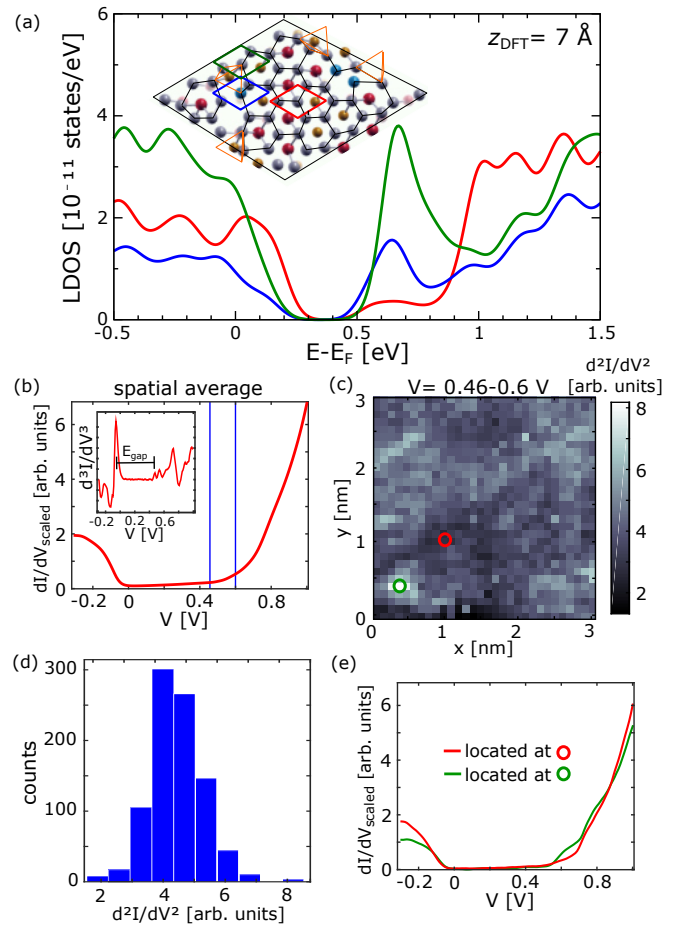 (a)
z_DFT = 7 Å
LDOS [10⁻¹¹ states/eV]
6
4
2
0
-0.5
0
0.5
1
1.5
E-E_F [eV]
(b)
spatial average
dI/dV_scaled [arb. units]
6
4
2
0
-0.2
0
0.4
0.8
V [V]
d³I/dV³
E_gap
-0.2
0.2
0.6
V [V]
(c)
V= 0.46-0.6 V
d²I/dV²
[arb. units]
8
6
4
2
y [nm]
3
2
1
0
0
1
2
3
x [nm]
(d)
2
4
6
8
counts
300
200
100
0
2
4
6
8
d²I/dV² [arb. units]
(e)
dI/dV_scaled [arb. units]
6
4
2
0
-0.2
0
0.4
0.8
V [V]
located at
located at